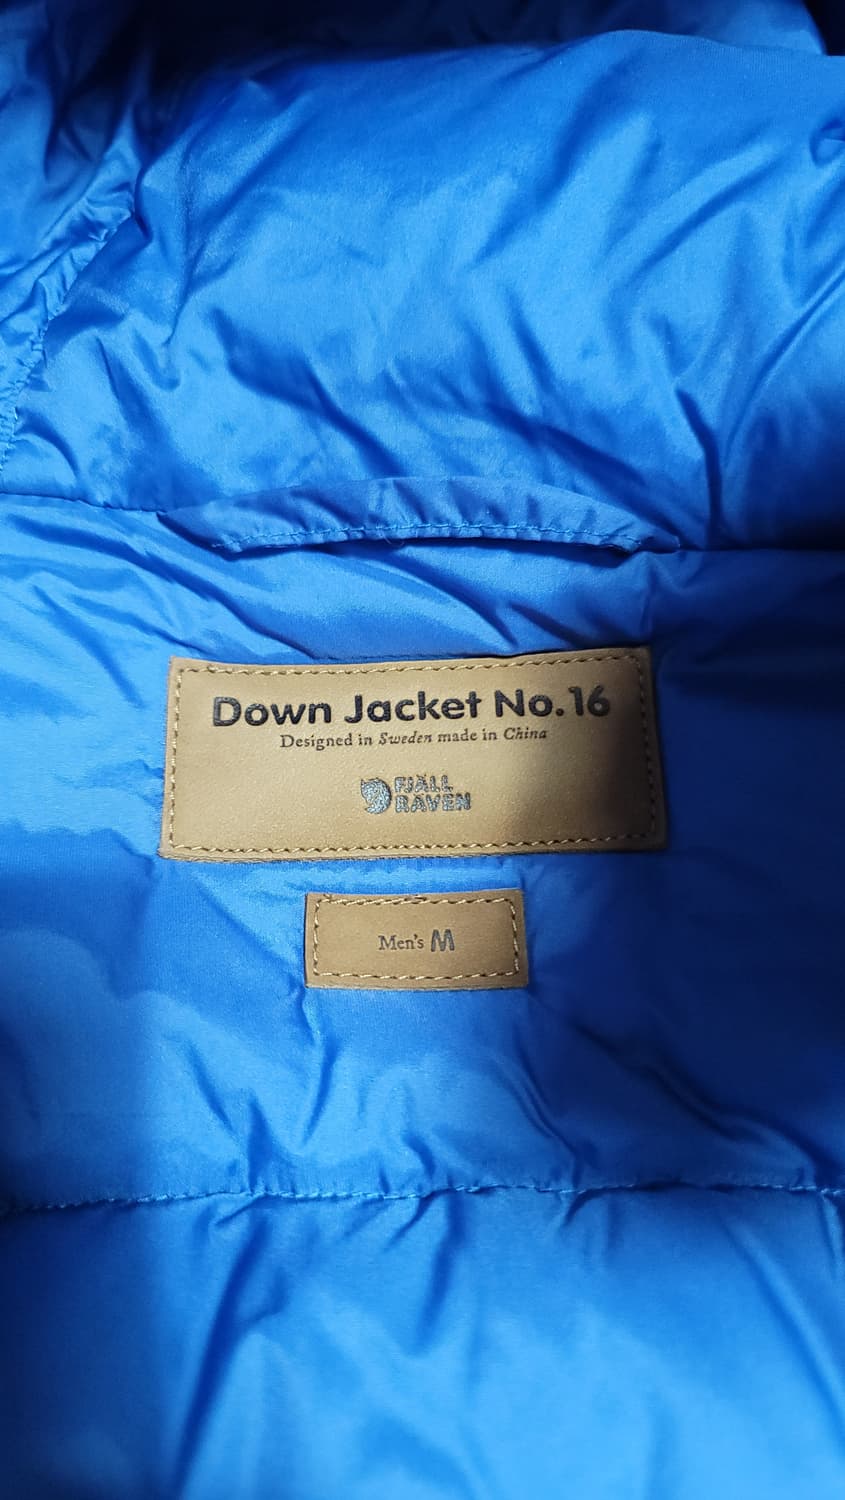 Down Jacket No.16
Designed in Sweden made in China
FJÄLL
RÄVEN
Men's M